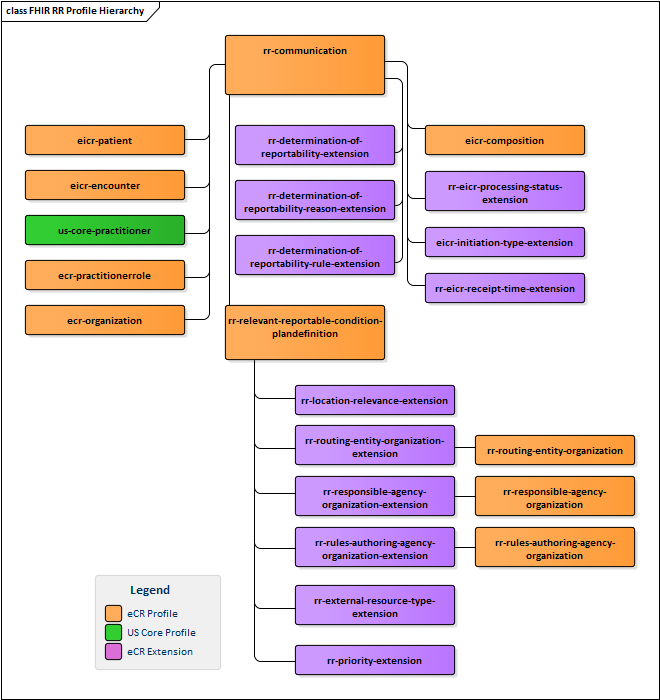 class FHIR RR Profile Hierarchy
rr-communication
eicr-patient
eicr-encounter
us-core-practitioner
ecr-practitionerrole
ecr-organization
rr-determination-of-
reportability-extension
rr-determination-of-
reportability-reason-extension
rr-determination-of-
reportability-rule-extension
eicr-composition
rr-eicr-processing-status-
extension
eicr-initiation-type-extension
rr-eicr-receipt-time-extension
rr-relevant-reportable-condition-
plandefinition
rr-location-relevance-extension
rr-routing-entity-organization-
extension
rr-routing-entity-organization
rr-responsible-agency-
organization-extension
rr-responsible-agency-
organization
rr-rules-authoring-agency-
organization-extension
rr-rules-authoring-agency-
organization
rr-external-resource-type-
extension
rr-priority-extension
Legend
eCR Profile
US Core Profile
eCR Extension